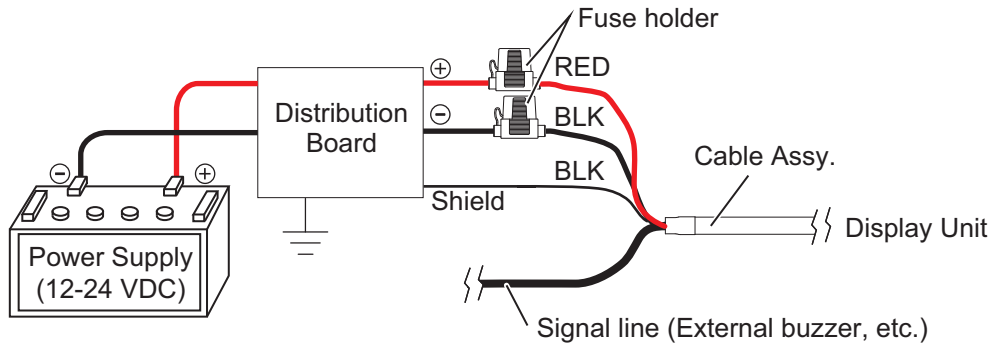 Fuse holder
⊕
RED
Distribution
Board
⊖
BLK
Cable Assy.
BLK
⊖
⊕
Shield
Display Unit
Power Supply
(12-24 VDC)
Signal line (External buzzer, etc.)